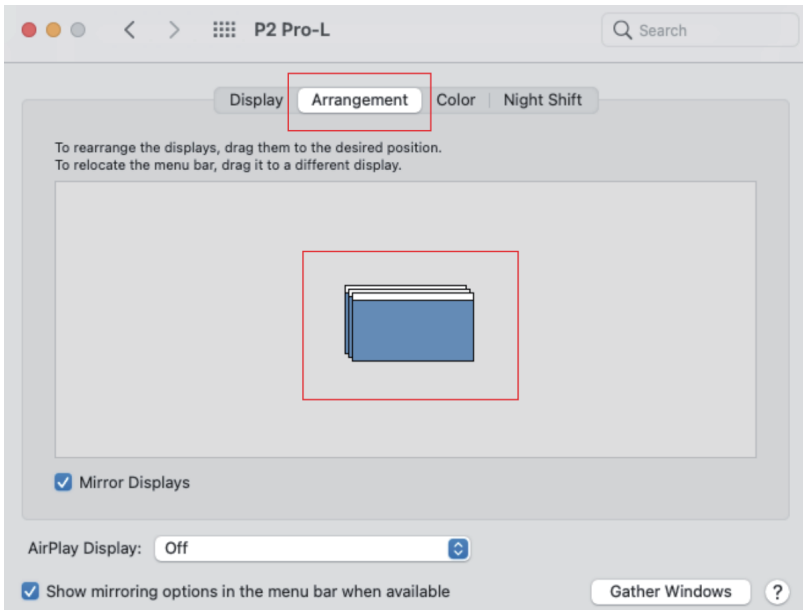 P2 Pro-L
Search
Display Arrangement Color Night Shift
To rearrange the displays, drag them to the desired position.
To relocate the menu bar, drag it to a different display.
Mirror Displays
AirPlay Display: Off
Show mirroring options in the menu bar when available
Gather Windows ?